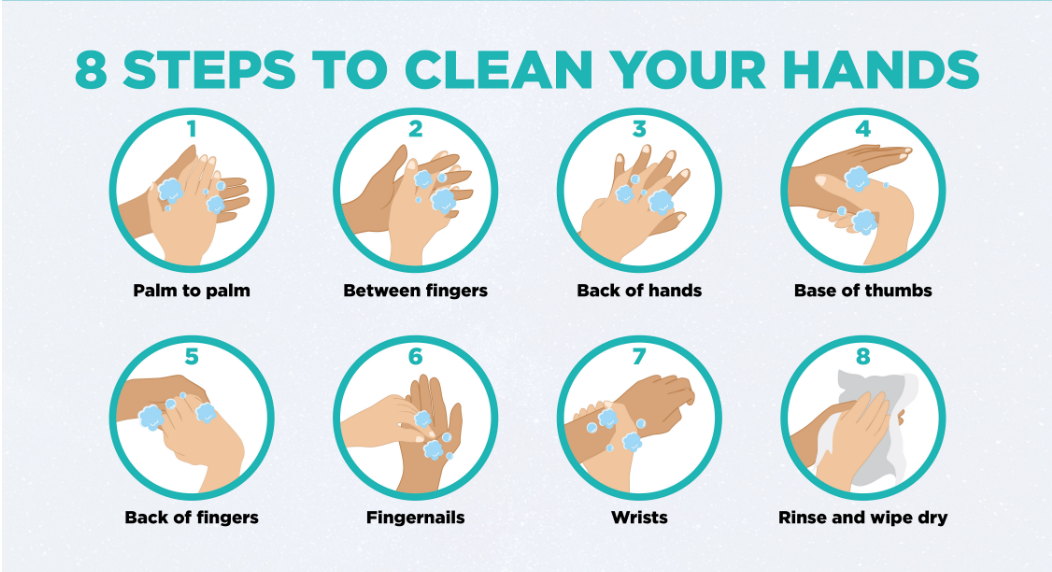 8 STEPS TO CLEAN YOUR HANDS
1
2
3
4
Palm to palm
Between fingers
Back of hands
Base of thumbs
5
6
7
8
Back of fingers
Fingernails
Wrists
Rinse and wipe dry